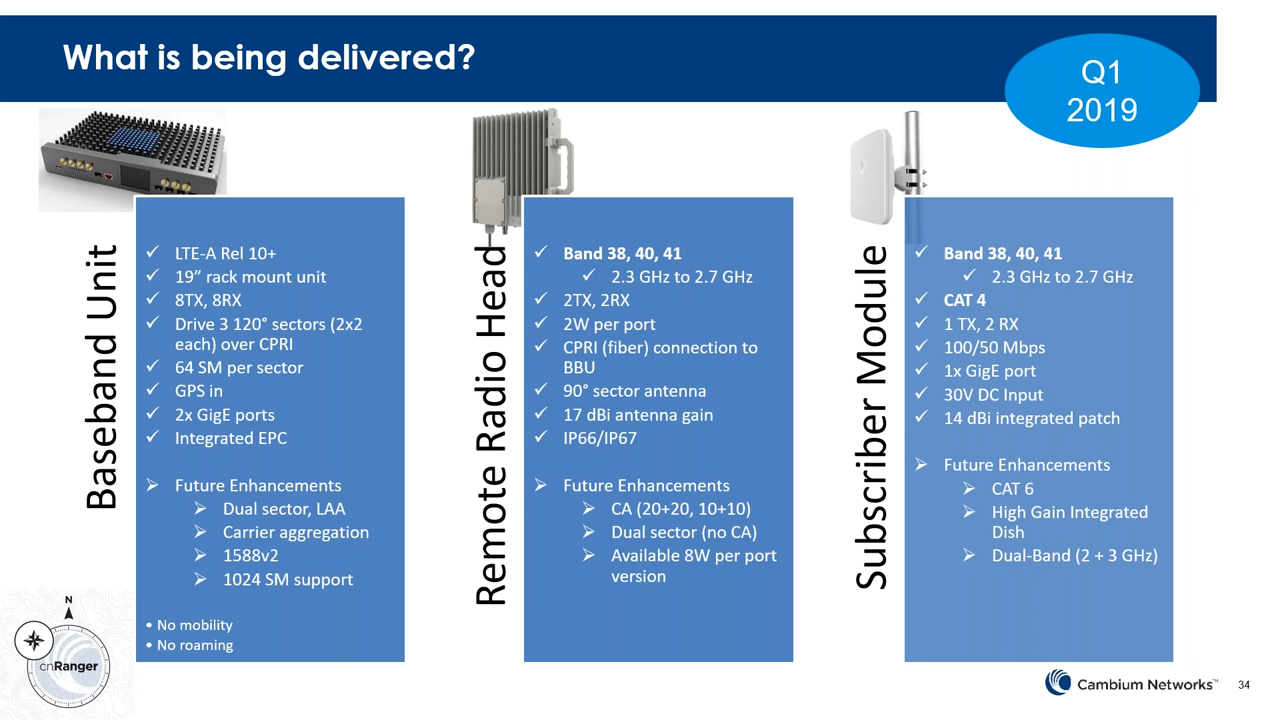 What is being delivered?
Q1
2019
Baseband Unit
✓ LTE-A Rel 10+
✓ 19” rack mount unit
✓ 8TX, 8RX
✓ Drive 3 120° sectors (2x2
each) over CPRI
✓ 64 SM per sector
✓ GPS in
✓ 2x GigE ports
✓ Integrated EPC
➢ Future Enhancements
➢ Dual sector, LAA
➢ Carrier aggregation
➢ 1588v2
➢ 1024 SM support
• No mobility
• No roaming
Remote Radio Head
✓ Band 38, 40, 41
✓ 2.3 GHz to 2.7 GHz
✓ 2TX, 2RX
✓ 2W per port
✓ CPRI (fiber) connection to
BBU
✓ 90° sector antenna
✓ 17 dBi antenna gain
✓ IP66/IP67
➢ Future Enhancements
➢ CA (20+20, 10+10)
➢ Dual sector (no CA)
➢ Available 8W per port
version
Subscriber Module
✓ Band 38, 40, 41
✓ 2.3 GHz to 2.7 GHz
✓ CAT 4
✓ 1 TX, 2 RX
✓ 100/50 Mbps
✓ 1x GigE port
✓ 30V DC Input
✓ 14 dBi integrated patch
➢ Future Enhancements
➢ CAT 6
➢ High Gain Integrated
Dish
➢ Dual-Band (2 + 3 GHz)
N
cnRanger
Cambium Networks™
34